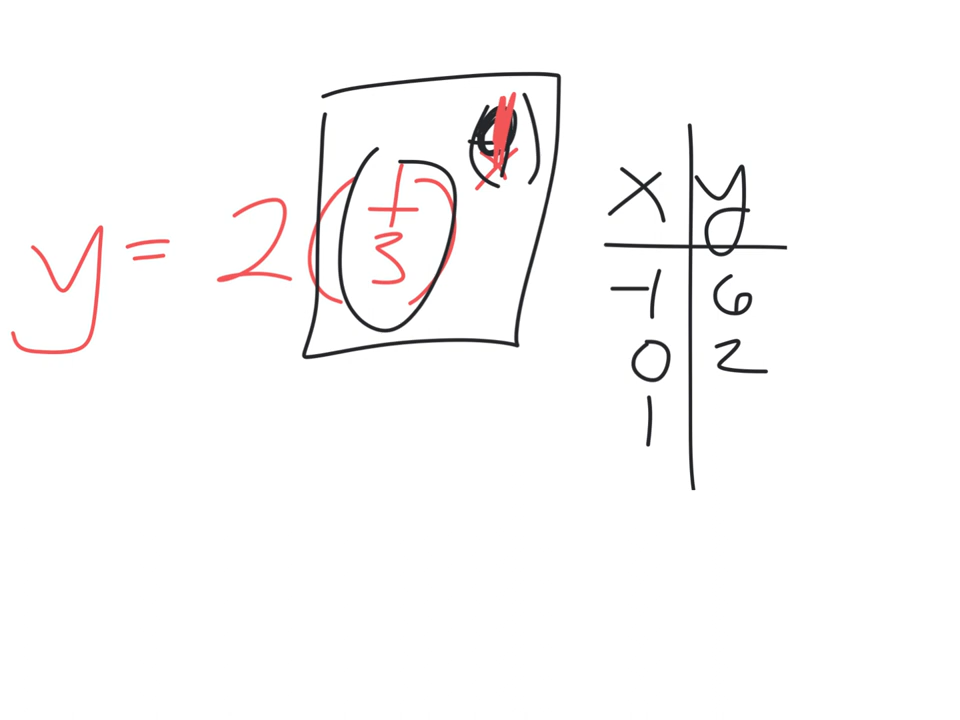 y = 2(1/3)
x y
-1 6
0 2
1